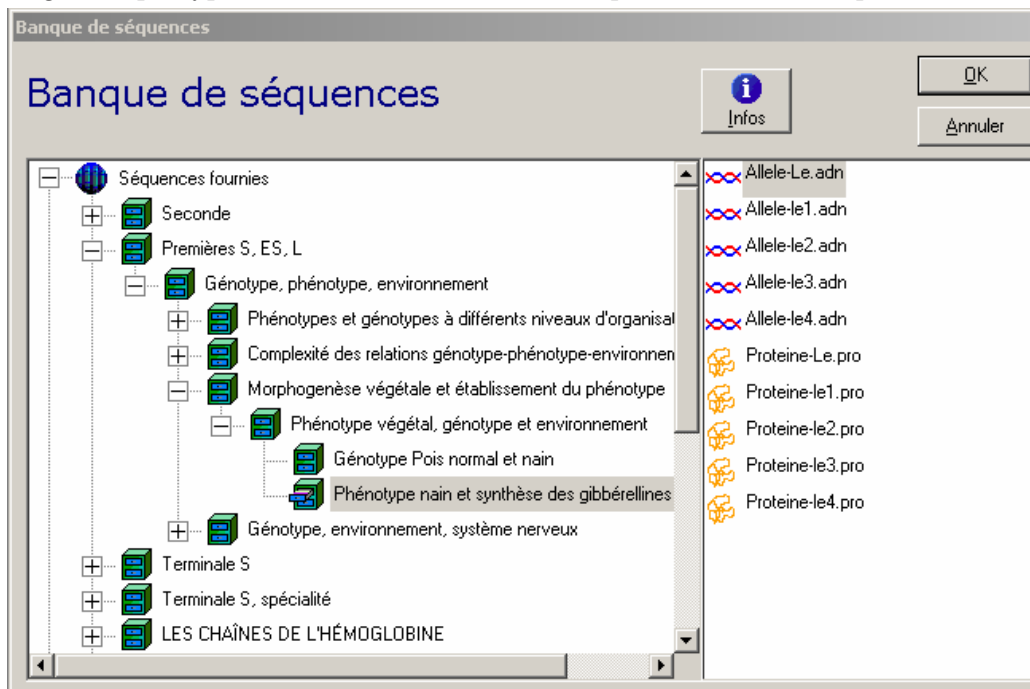 Banque de séquences
Banque de séquences
Infos
OK
Annuler
Séquences fournies
Seconde
Premières S, ES, L
Génotype, phénotype, environnement
Phénotypes et génotypes à différents niveaux d'organisat
Complexité des relations génotype-phénotype-environnen
Morphogenèse végétale et établissement du phénotype
Phénotype végétal, génotype et environnement
Génotype Pois normal et nain
Phénotype nain et synthèse des gibbérellines
Génotype, environnement, système nerveux
Terminale S
Terminale S, spécialité
LES CHAÎNES DE L'HÉMOGLOBINE
Allele-Le.adn
Allele-le1.adn
Allele-le2.adn
Allele-le3.adn
Allele-le4.adn
Proteine-Le.pro
Proteine-le1.pro
Proteine-le2.pro
Proteine-le3.pro
Proteine-le4.pro